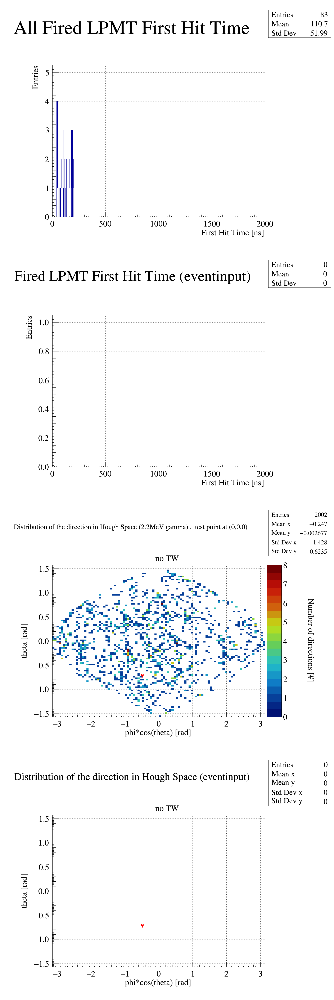 All Fired LPMT First Hit Time
Entries 83
Mean 110.7
Std Dev 51.99
Entries
5
4
3
2
1
0
0 500 1000 1500 2000
First Hit Time [ns]
Fired LPMT First Hit Time (eventinput)
Entries 0
Mean 0
Std Dev 0
Entries
1.0
0.8
0.6
0.4
0.2
0.0
0 500 1000 1500 2000
First Hit Time [ns]
Distribution of the direction in Hough Space (2.2MeV gamma) , test point at (0,0,0)
Entries 2002
Mean x −0.247
Mean y −0.002677
Std Dev x 1.428
Std Dev y 0.6235
no TW
theta [rad]
1.5
1.0
0.5
0.0
−0.5
−1.0
−1.5
−3 −2 −1 0 1 2 3
phi*cos(theta) [rad]
8
7
6
5
4
3
2
1
0
Number of directions [#]
Distribution of the direction in Hough Space (eventinput)
Entries 0
Mean x 0
Mean y 0
Std Dev x 0
Std Dev y 0
no TW
theta [rad]
1.5
1.0
0.5
0.0
−0.5
−1.0
−1.5
−3 −2 −1 0 1 2 3
phi*cos(theta) [rad]